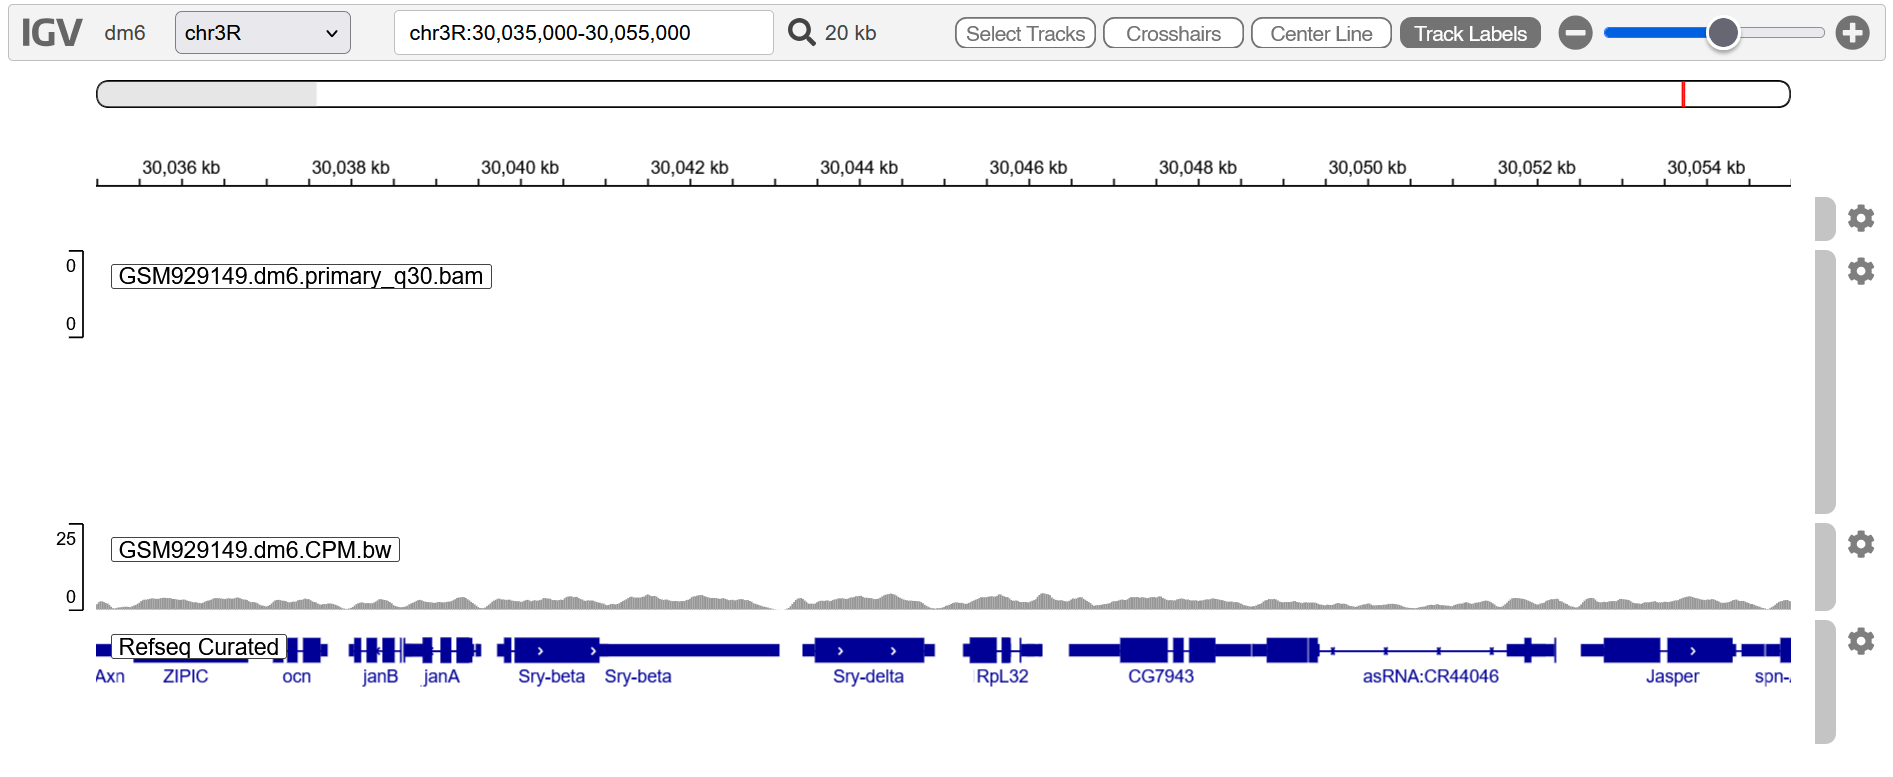 IGV dm6 chr3R chr3R:30,035,000-30,055,000 20 kb Select Tracks Crosshairs Center Line Track Labels
30,036 kb 30,038 kb 30,040 kb 30,042 kb 30,044 kb 30,046 kb 30,048 kb 30,050 kb 30,052 kb 30,054 kb
0
GSM929149.dm6.primary_q30.bam
0
25
GSM929149.dm6.CPM.bw
0
Refseq Curated
Axn ZIPIC ocn janB janA Sry-beta Sry-beta Sry-delta RpL32 CG7943 asRNA:CR44046 Jasper spn-